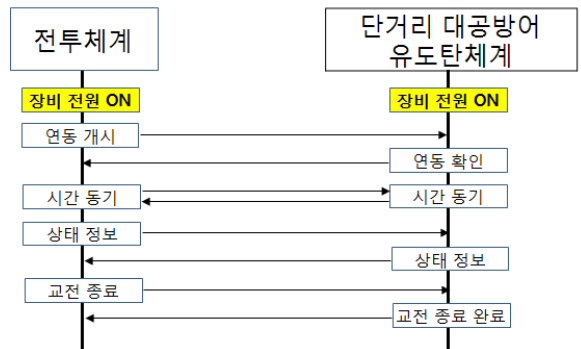 전투체계
단거리 대공방어
유도탄체계
장비 전원 ON
장비 전원 ON
연동 개시
연동 확인
시간 동기
시간 동기
상태 정보
상태 정보
교전 종료
교전 종료 완료